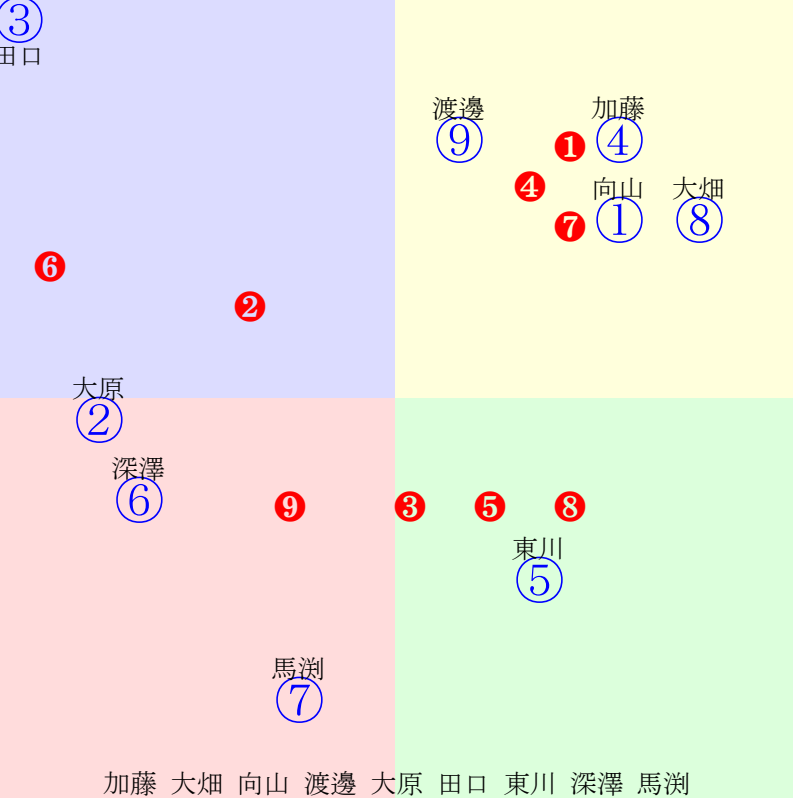 ③
田口
渡邊 加藤
⑨ ❶ ④
❹ 向山 大畑
❼ ① ⑧
❻
❷
大原
②
深澤
⑥ ❾ ❸ ❺ ❽
東川
⑤
馬渕
⑦
加藤 大畑 向山 渡邊 大原 田口 東川 深澤 馬渕